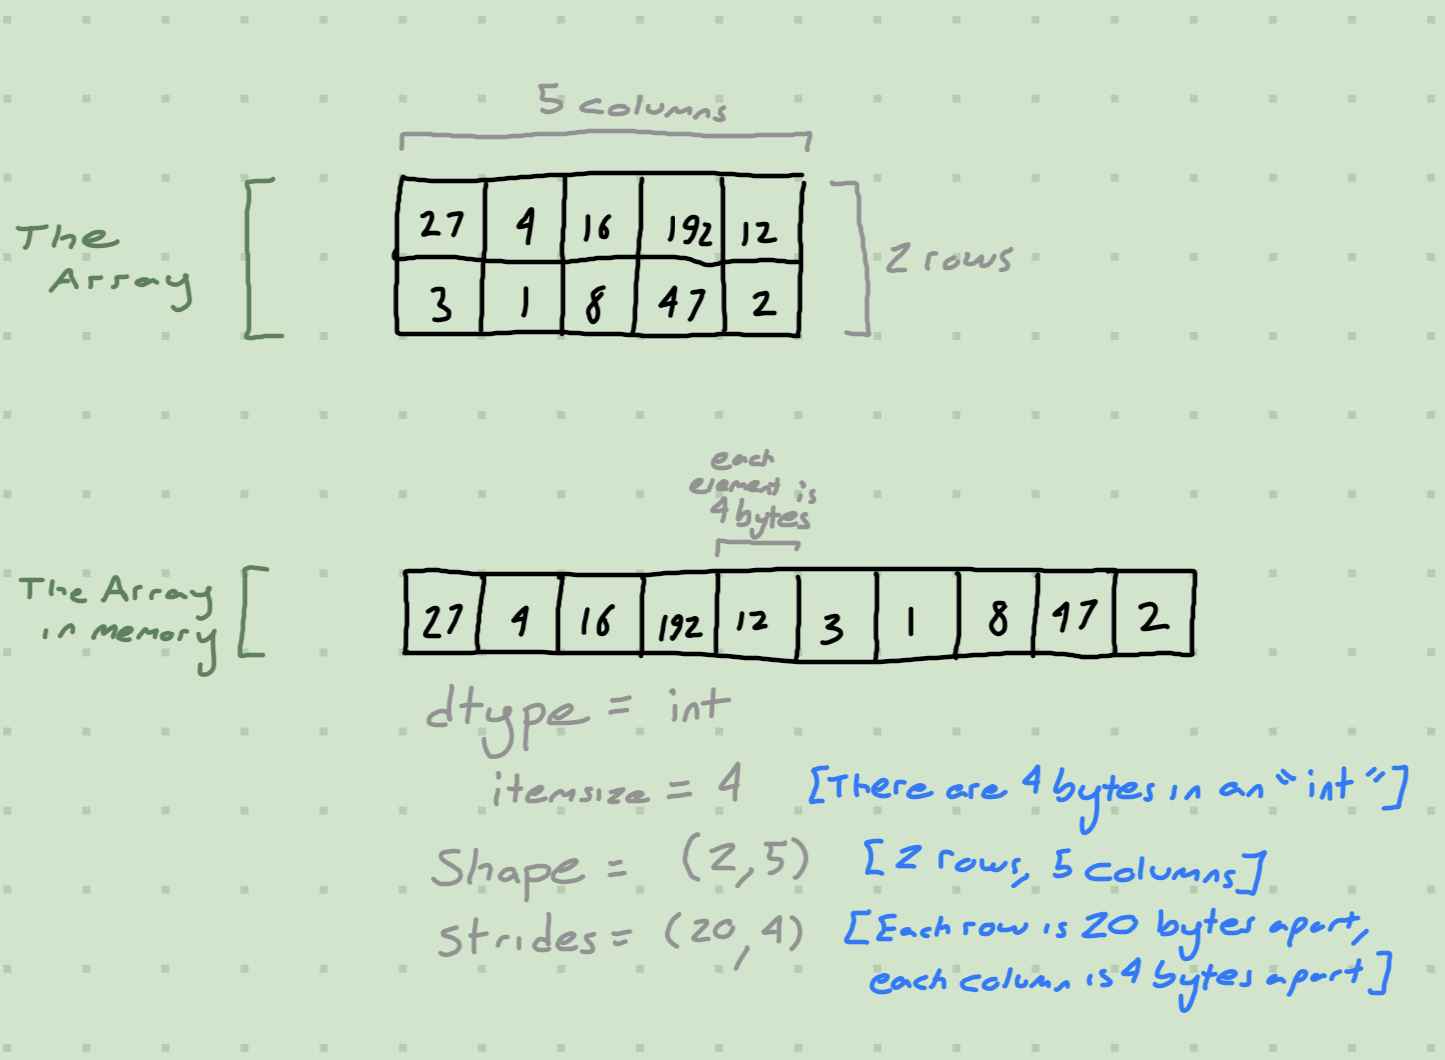 5 columns
The
Array
27 4 16 192 12
3 1 8 47 2
2 rows
each
element is
4 bytes
The Array
in memory
27 4 16 192 12 3 1 8 47 2
dtype = int
itemsize = 4 [There are 4 bytes in an "int"]
Shape = (2,5) [2 rows, 5 columns]
Strides = (20,4) [Each row is 20 bytes apart,
each column is 4 bytes apart]